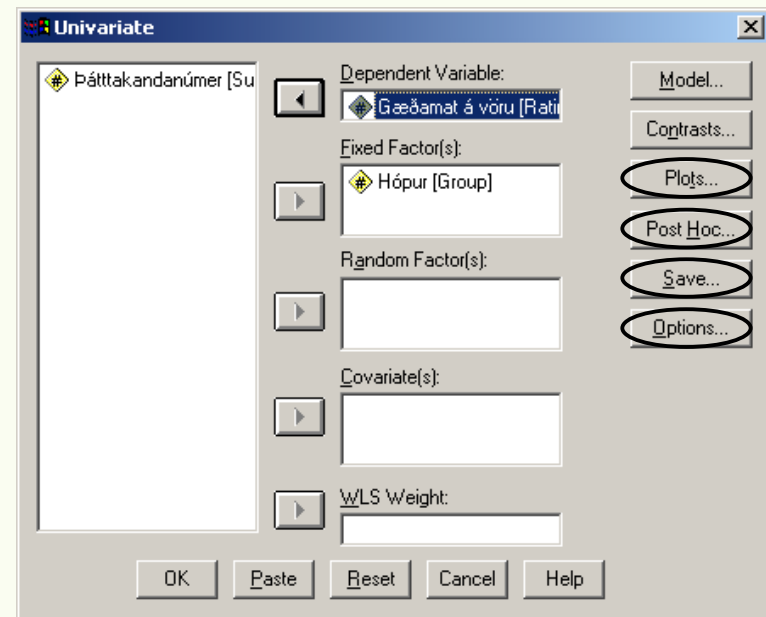 Univariate
Þátttakandanúmer [Su
Dependent Variable:
Gæðamat á vöru [Ratin
Fixed Factor(s):
Hópur [Group]
Random Factor(s):
Covariate(s):
WLS Weight:
Model...
Contrasts...
Plots...
Post Hoc...
Save...
Options...
OK
Paste
Reset
Cancel
Help